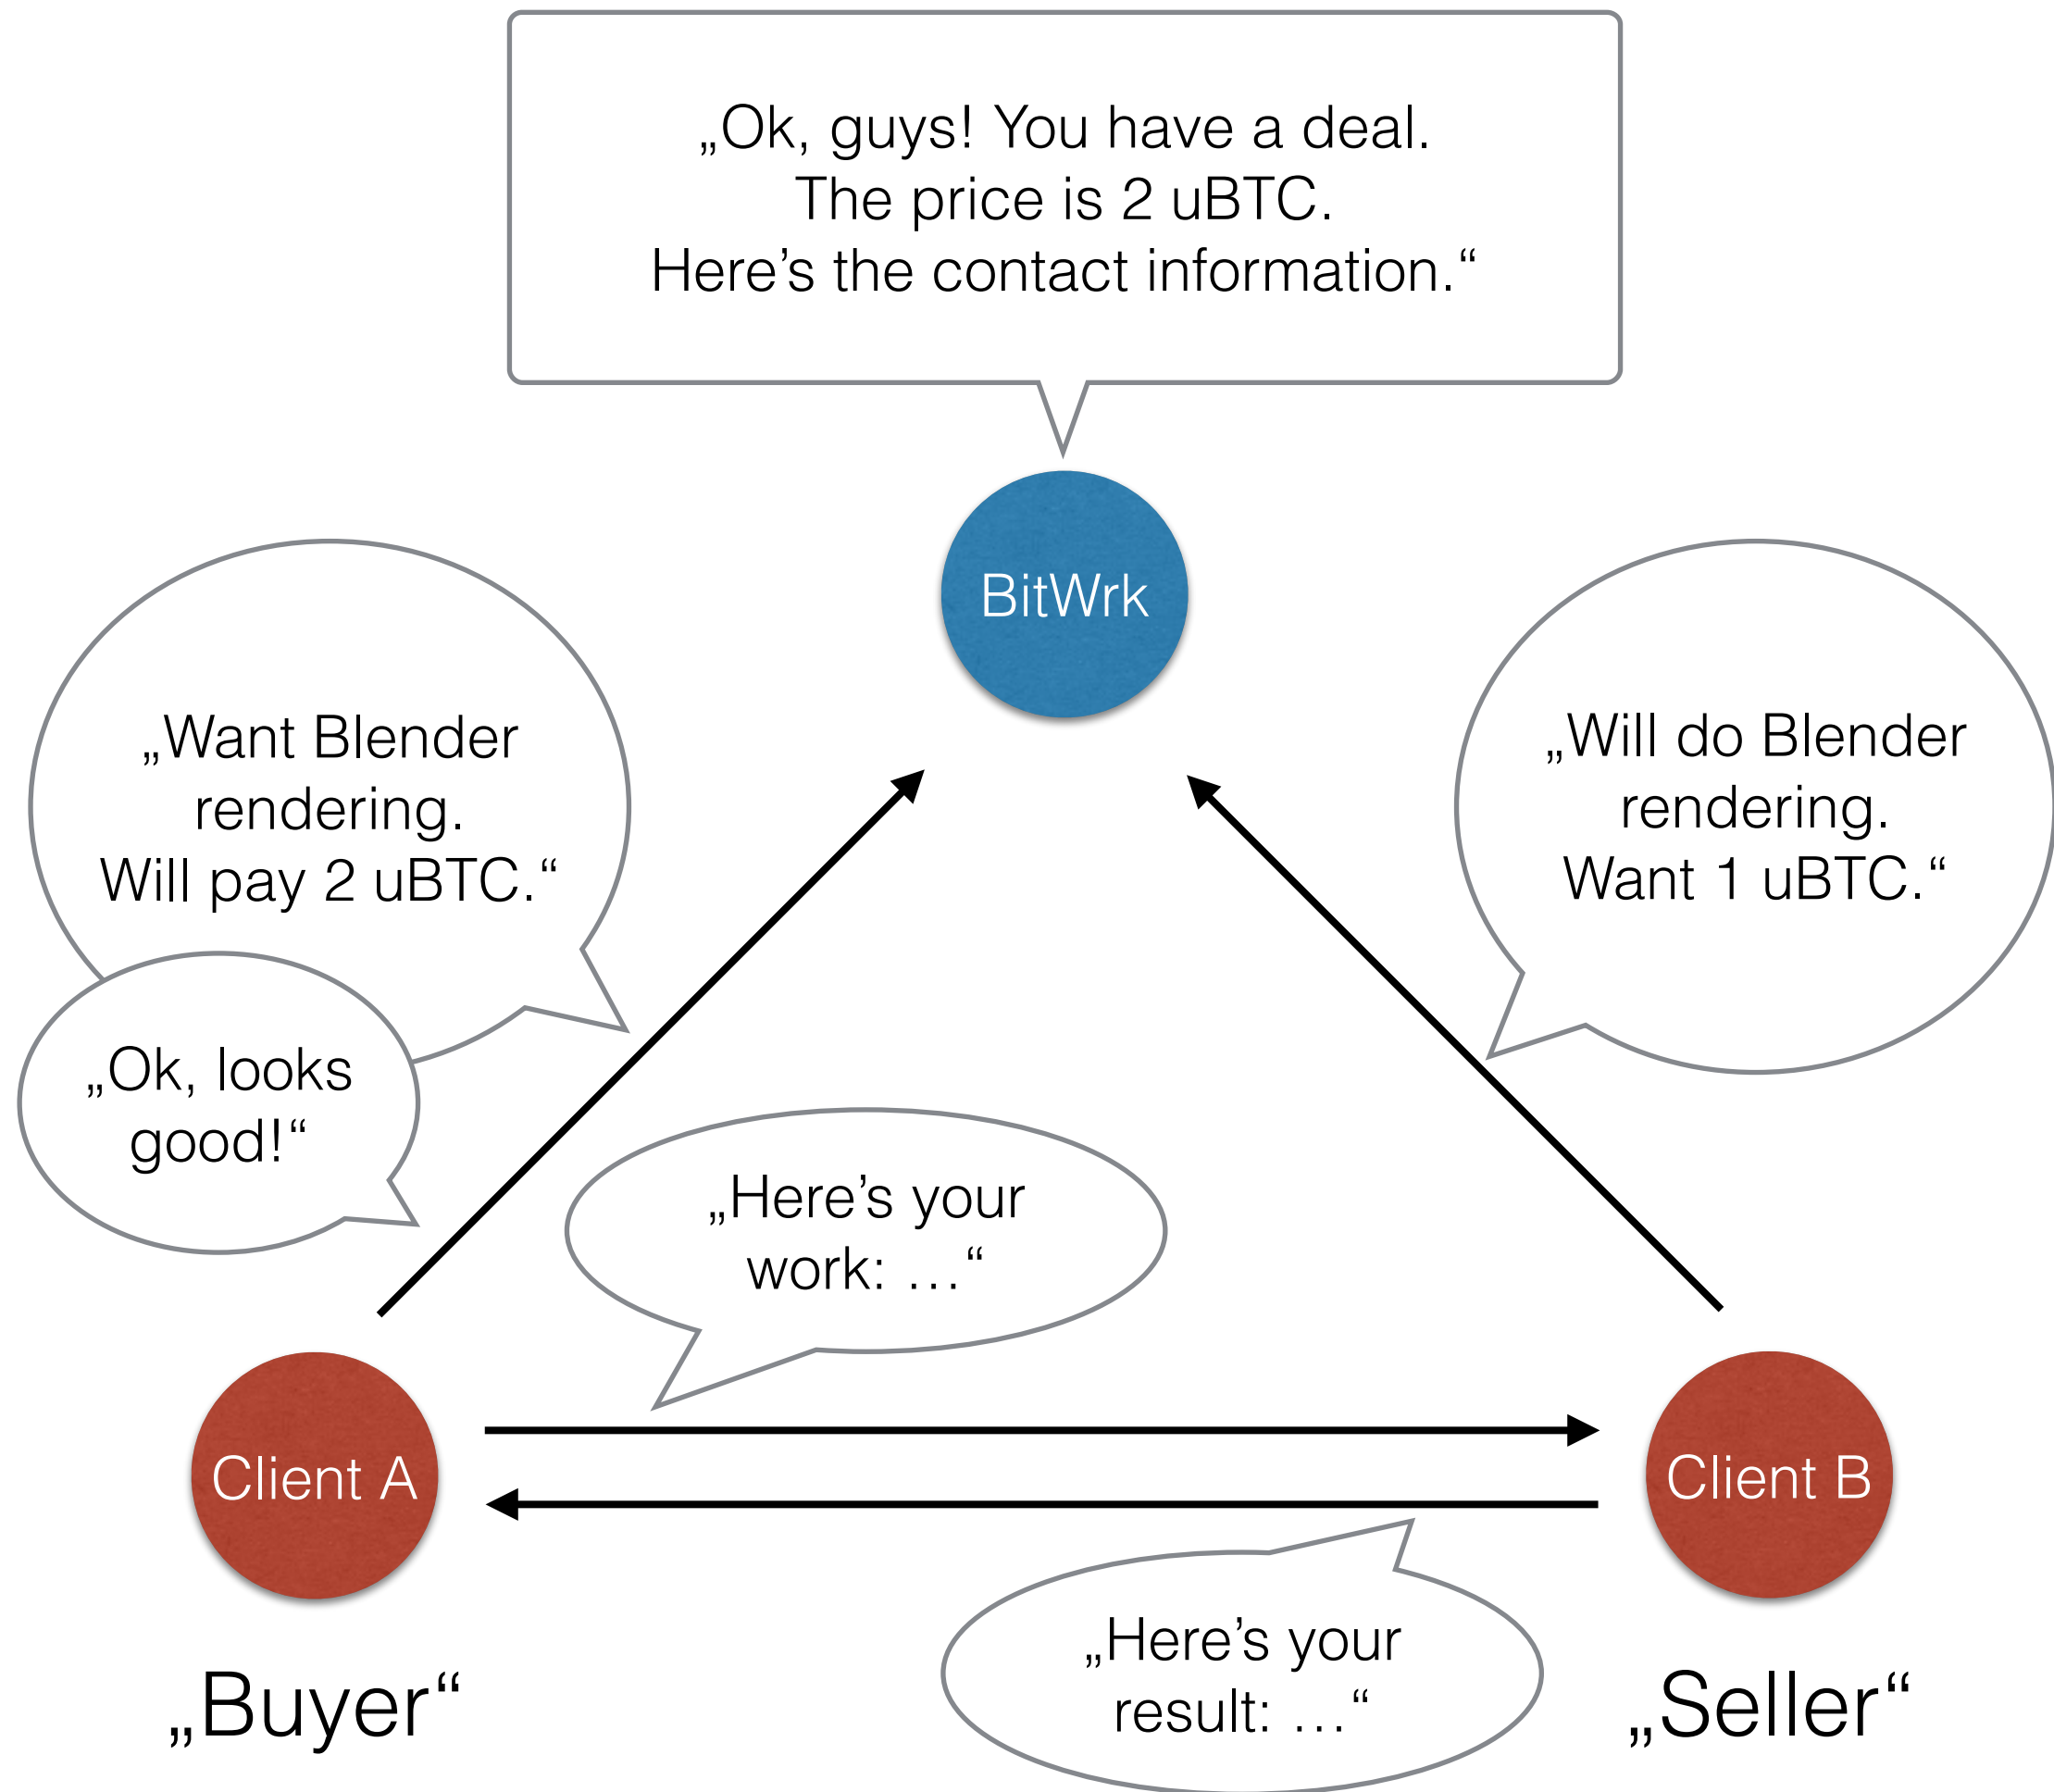 „Ok, guys! You have a deal.
The price is 2 uBTC.
Here’s the contact information.“
BitWrk
„Want Blender
rendering.
Will pay 2 uBTC.“
„Will do Blender
rendering.
Want 1 uBTC.“
„Ok, looks
good!“
„Here’s your
work: …“
Client A
Client B
„Here’s your
result: …“
„Buyer“
„Seller“